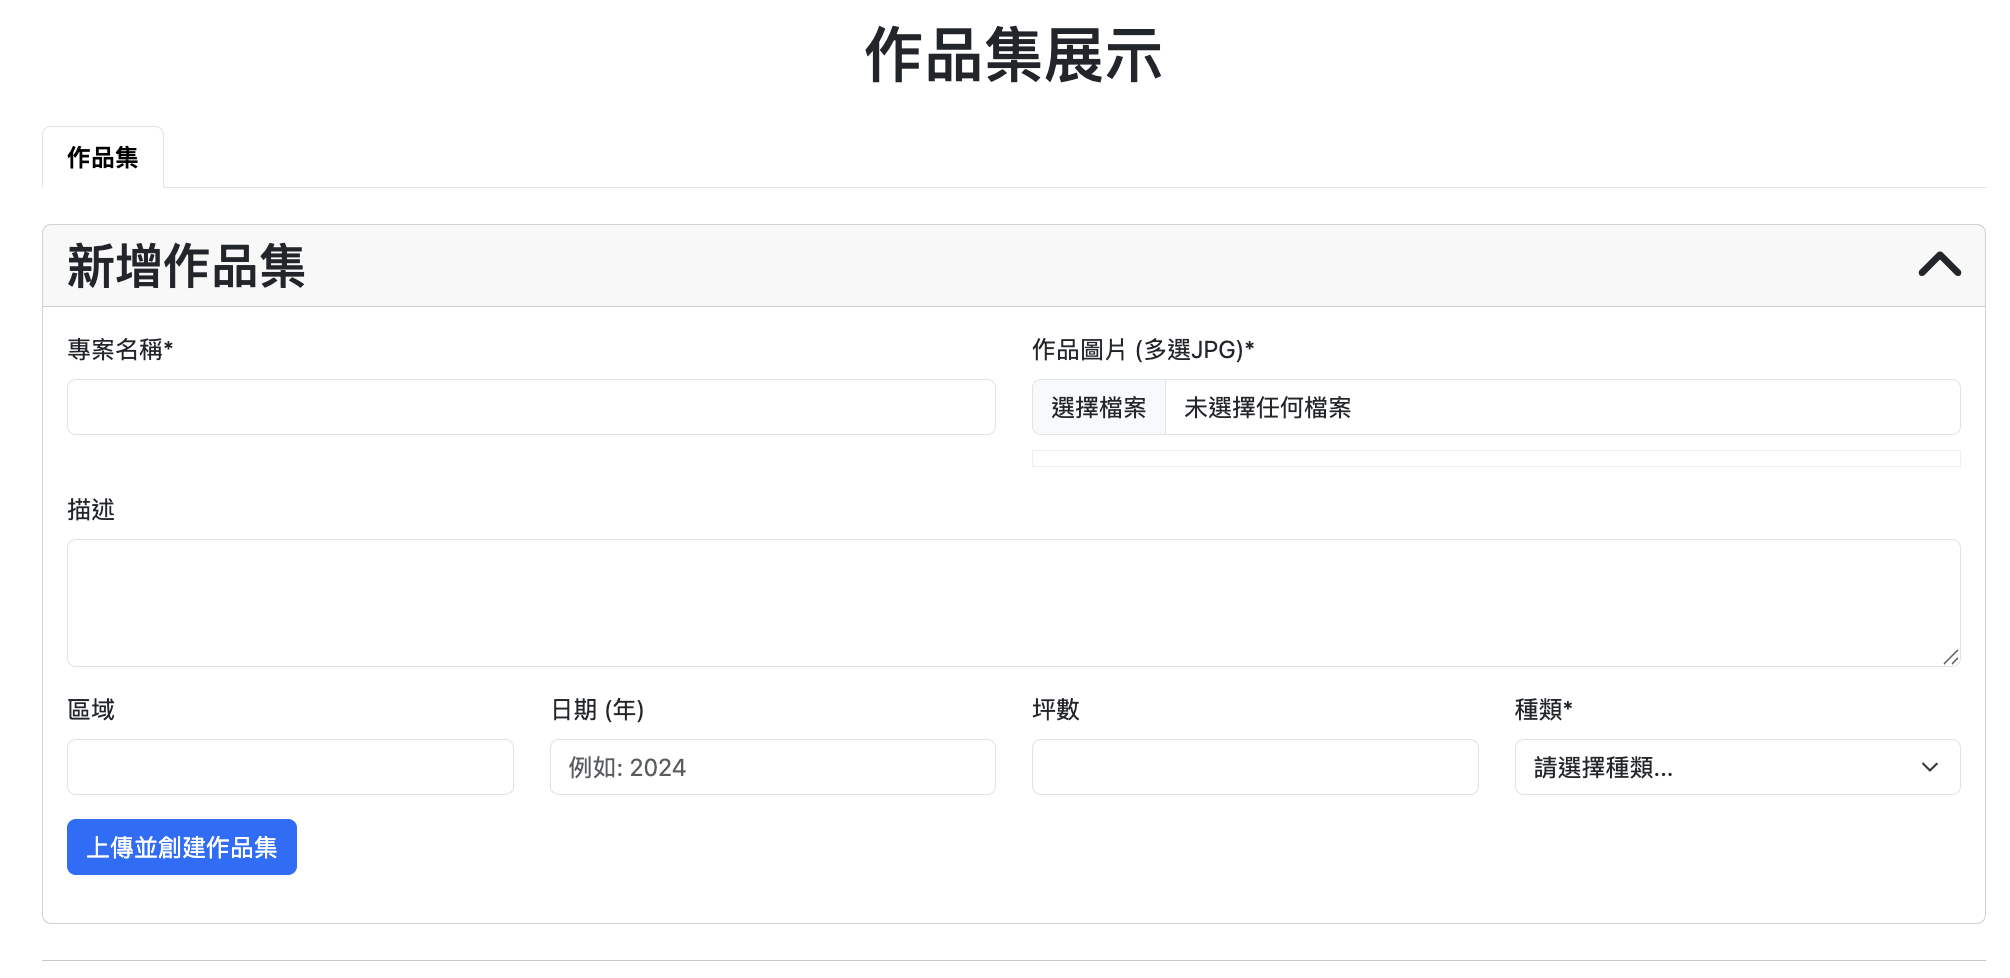 作品集展示
作品集
新增作品集
專案名稱*
作品圖片 (多選JPG)*
選擇檔案 未選擇任何檔案
描述
區域 日期 (年) 坪數 種類*
例如: 2024 請選擇種類...
上傳並創建作品集